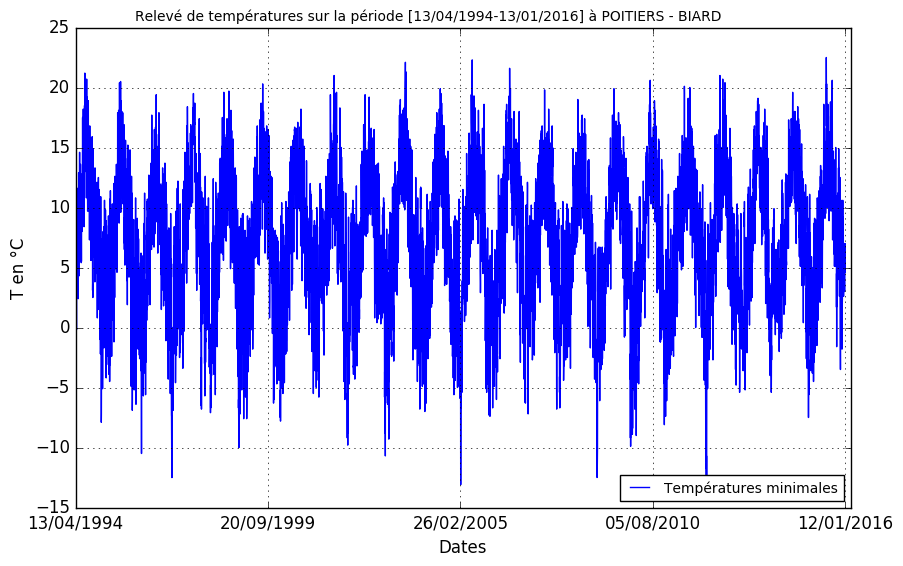 Relevé de températures sur la période [13/04/1994-13/01/2016] à POITIERS - BIARD
25
20
15
10
5
0
−5
−10
−15
T en °C
Températures minimales
13/04/1994 20/09/1999 26/02/2005 05/08/2010 12/01/2016
Dates